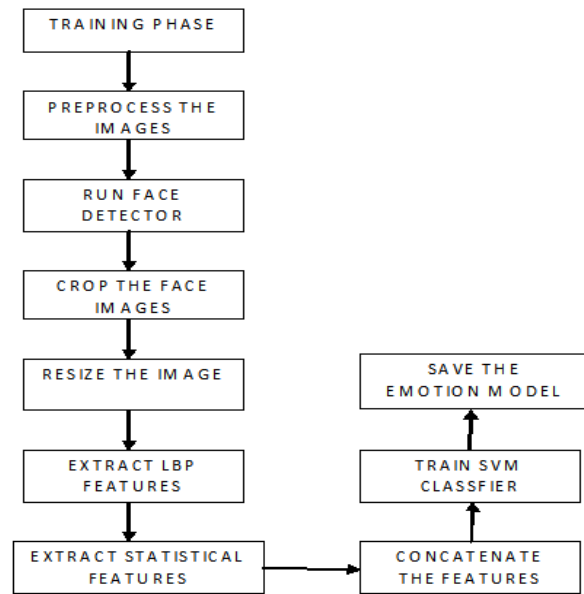 TRAINING PHASE
PREPROCESS THE
IMAGES
RUN FACE
DETECTOR
CROP THE FACE
IMAGES
RESIZE THE IMAGE
EXTRACT LBP
FEATURES
EXTRACT STATISTICAL
FEATURES
CONCATENATE
THE FEATURES
TRAIN SVM
CLASSFIER
SAVE THE
EMOTION MODEL